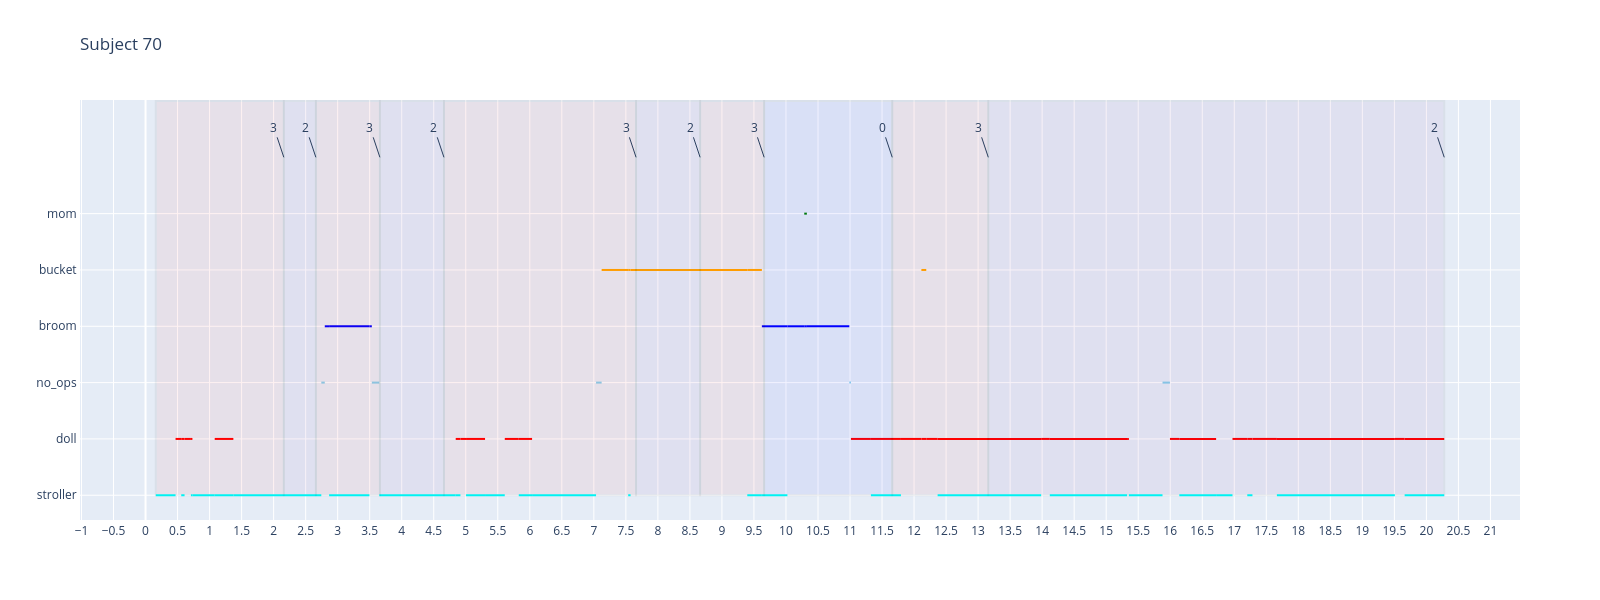 Subject 70
3 2 3 2 3 2 3 0 3 2
mom
bucket
broom
no_ops
doll
stroller
−1 −0.5 0 0.5 1 1.5 2 2.5 3 3.5 4 4.5 5 5.5 6 6.5 7 7.5 8 8.5 9 9.5 10 10.5 11 11.5 12 12.5 13 13.5 14 14.5 15 15.5 16 16.5 17 17.5 18 18.5 19 19.5 20 20.5 21